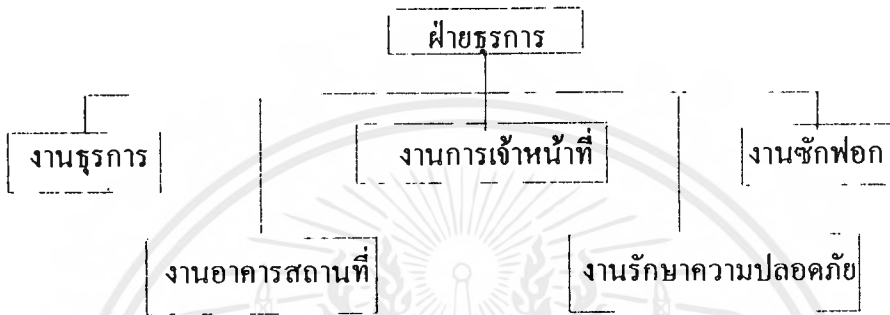 ฝ่ายธุรการ
งานธุรการ
งานการเจ้าหน้าที่
งานซักฟอก
งานอาคารสถานที่
งานรักษาความปลอดภัย